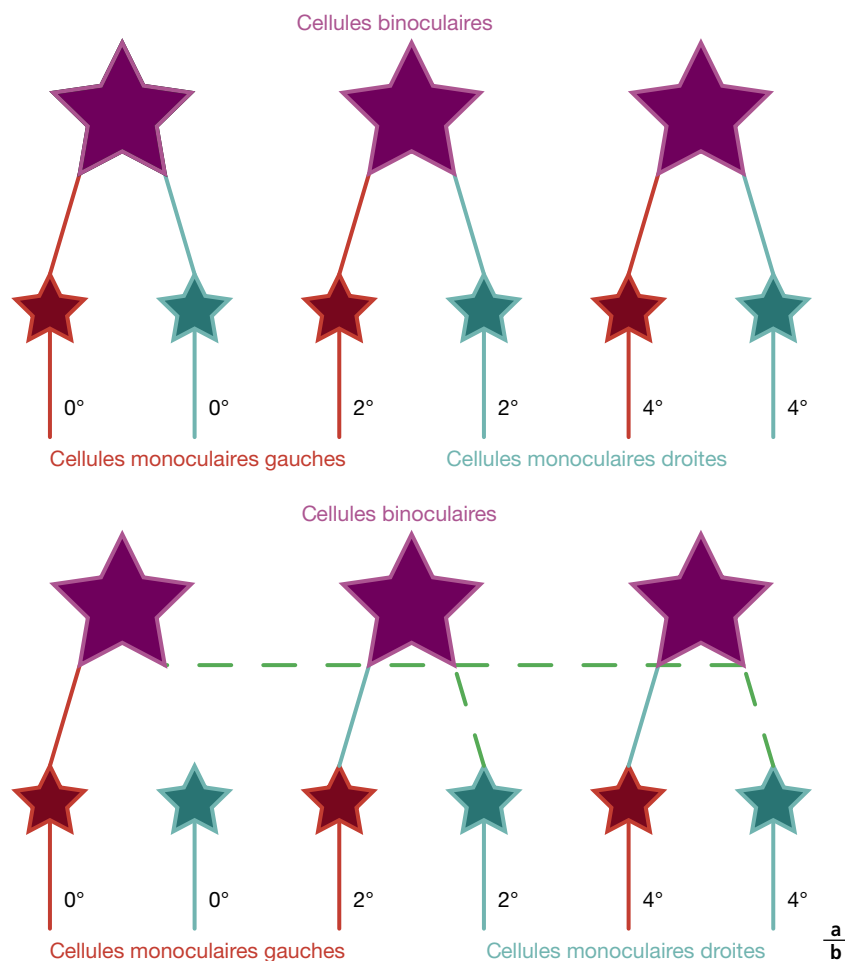 Cellules binoculaires
0° 0° 2° 2° 4° 4°
Cellules monoculaires gauches Cellules monoculaires droites
Cellules binoculaires
0° 0° 2° 2° 4° 4°
Cellules monoculaires gauches Cellules monoculaires droites
a
b